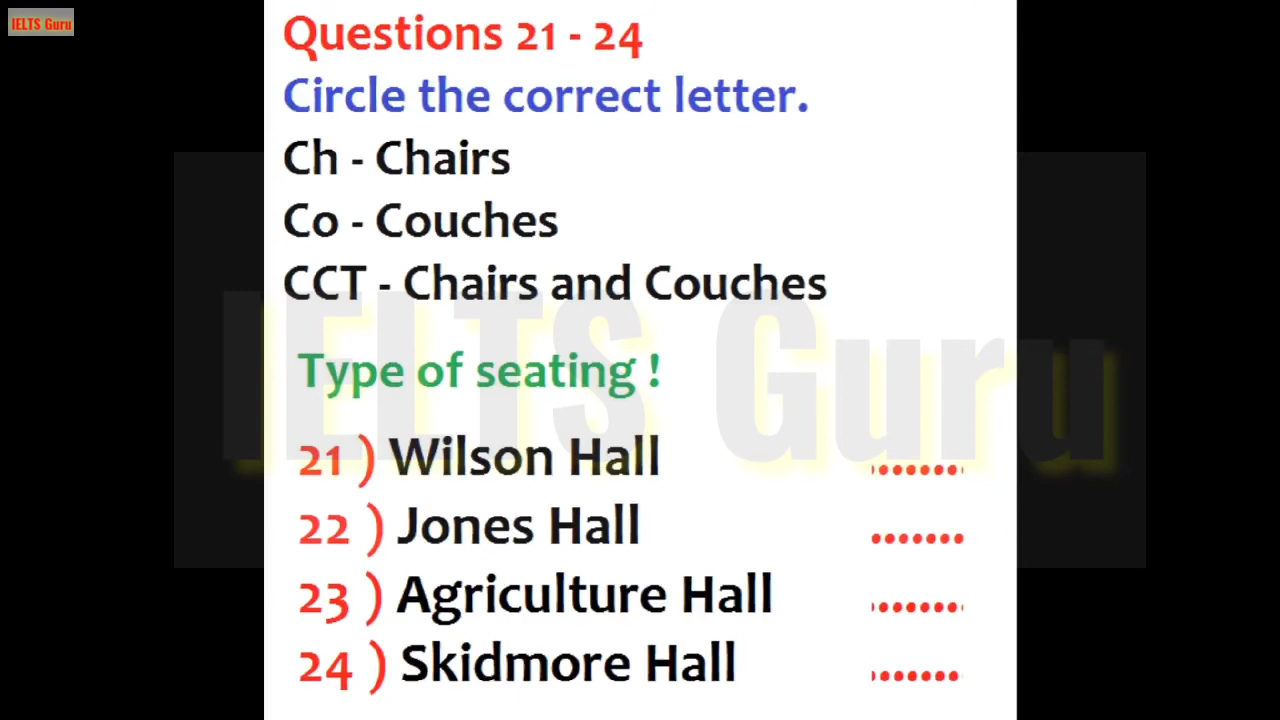 IELTS Guru
Questions 21 - 24
Circle the correct letter.
Ch - Chairs
Co - Couches
CCT - Chairs and Couches
IELTS Guru
Type of seating !
21 ) Wilson Hall .......
22 ) Jones Hall .......
23 ) Agriculture Hall .......
24 ) Skidmore Hall .......